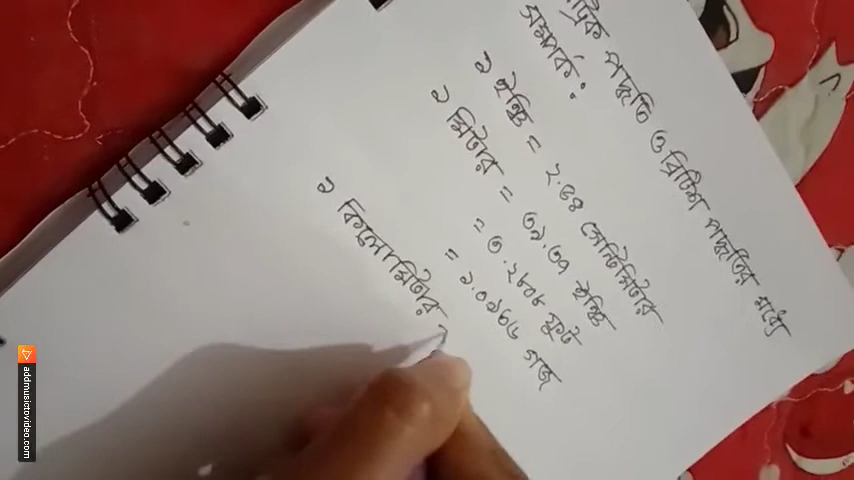 মেট্রিক পদ্ধতি ও ব্রিটিশ পদ্ধতির মধ্যে
সম্পর্ক:
১ ইঞ্চি = ২.৫৪ সেন্টিমিটার
১ মিটার = ৩৯.৩৭ ইঞ্চি
= ৩.২৮০৮ ফুট
= ১.০৯৩৬ গজ
১ কিলোমিটার
addmusictovideo.com